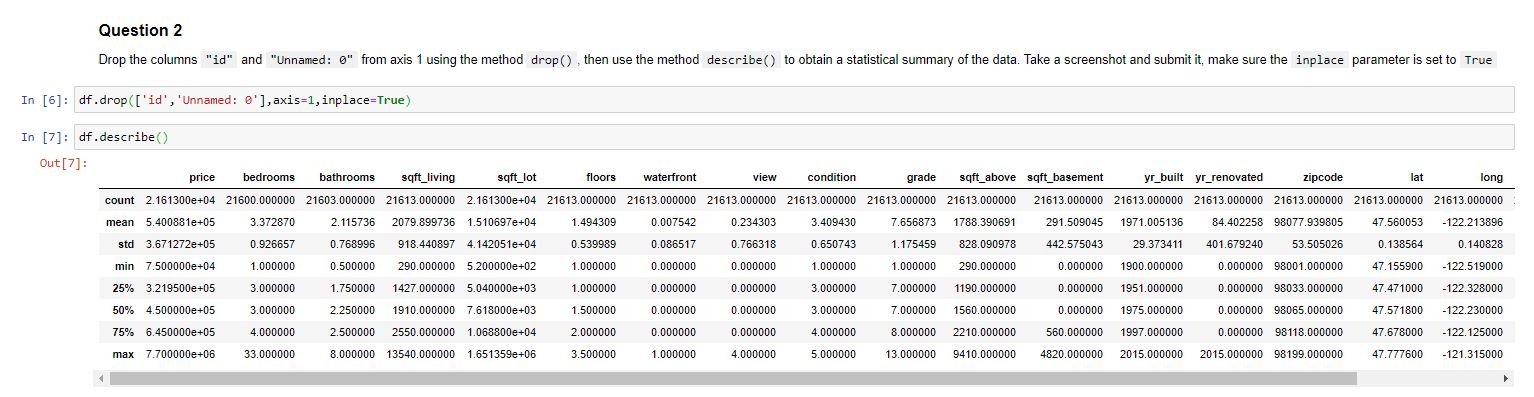 Question 2
Drop the columns "id" and "Unnamed: 0" from axis 1 using the method drop() , then use the method describe() to obtain a statistical summary of the data. Take a screenshot and submit it, make sure the inplace parameter is set to True
In [6]: df.drop(['id','Unnamed: 0'],axis=1,inplace=True)
In [7]: df.describe()
Out[7]:
price bedrooms bathrooms sqft_living sqft_lot floors waterfront view condition grade sqft_above sqft_basement yr_built yr_renovated zipcode lat long
count 2.161300e+04 21600.000000 21603.000000 21613.000000 2.161300e+04 21613.000000 21613.000000 21613.000000 21613.000000 21613.000000 21613.000000 21613.000000 21613.000000 21613.000000 21613.000000 21613.000000 21613.000000
mean 5.400881e+05 3.372870 2.115736 2079.899736 1.510697e+04 1.494309 0.007542 0.234303 3.409430 7.656873 1788.390691 291.509045 1971.005136 84.402258 98077.939805 47.560053 -122.213896
std 3.671272e+05 0.926657 0.768996 918.440897 4.142051e+04 0.539989 0.086517 0.766318 0.650743 1.175459 828.090978 442.575043 29.373411 401.679240 53.505026 0.138564 0.140828
min 7.500000e+04 1.000000 0.500000 290.000000 5.200000e+02 1.000000 0.000000 0.000000 1.000000 1.000000 290.000000 0.000000 1900.000000 0.000000 98001.000000 47.155900 -122.519000
25% 3.219500e+05 3.000000 1.750000 1427.000000 5.040000e+03 1.000000 0.000000 0.000000 3.000000 7.000000 1190.000000 0.000000 1951.000000 0.000000 98033.000000 47.471000 -122.328000
50% 4.500000e+05 3.000000 2.250000 1910.000000 7.618000e+03 1.500000 0.000000 0.000000 3.000000 7.000000 1560.000000 0.000000 1975.000000 0.000000 98065.000000 47.571800 -122.230000
75% 6.450000e+05 4.000000 2.500000 2550.000000 1.068800e+04 2.000000 0.000000 0.000000 4.000000 8.000000 2210.000000 560.000000 1997.000000 0.000000 98118.000000 47.678000 -122.125000
max 7.700000e+06 33.000000 8.000000 13540.000000 1.651359e+06 3.500000 1.000000 4.000000 5.000000 13.000000 9410.000000 4820.000000 2015.000000 2015.000000 98199.000000 47.777600 -121.315000